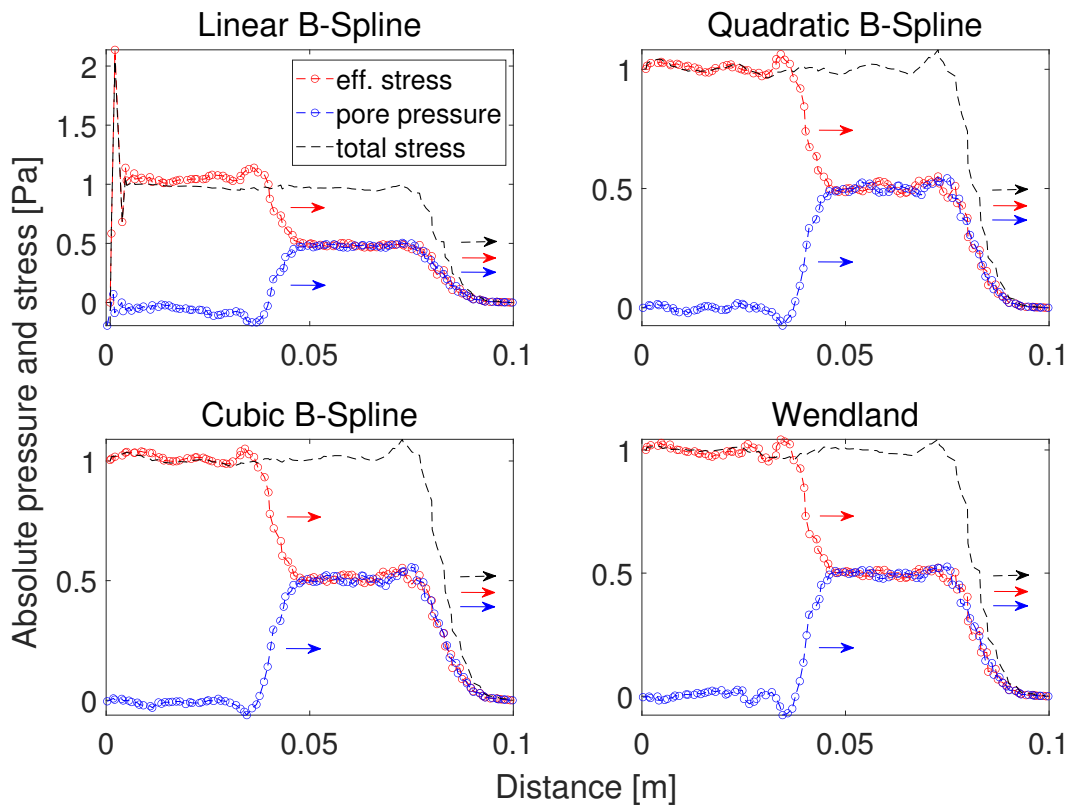 Linear B-Spline
2
1.5
1
0.5
0
0
0.05
0.1
eff. stress
pore pressure
total stress
Quadratic B-Spline
1
0.5
0
0
0.05
0.1
Absolute pressure and stress [Pa]
Cubic B-Spline
1
0.5
0
0
0.05
0.1
Wendland
1
0.5
0
0
0.05
0.1
Distance [m]